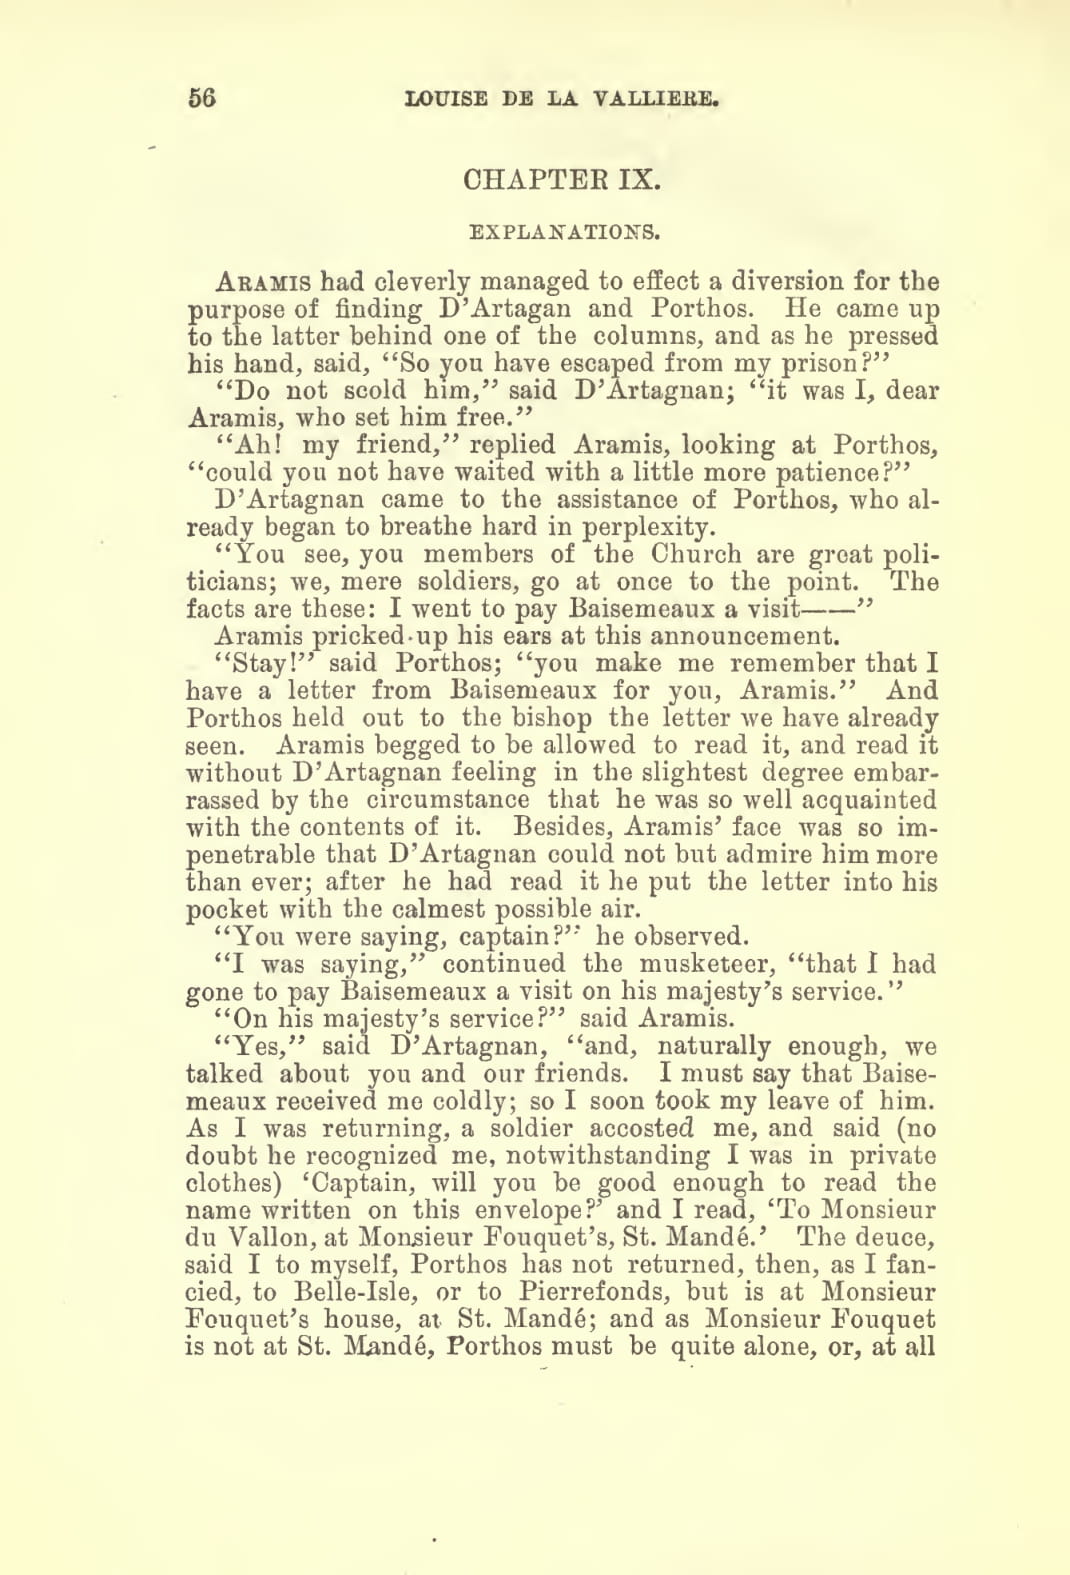 56 LOUISE DE LA VALLIERE.
CHAPTER IX.
EXPLANATIONS.
ARAMIS had cleverly managed to effect a diversion for the
purpose of finding D’Artagan and Porthos. He came up
to the latter behind one of the columns, and as he pressed
his hand, said, “So you have escaped from my prison?”
“Do not scold him,” said D’Artagnan; “it was I, dear
Aramis, who set him free.”
“Ah! my friend,” replied Aramis, looking at Porthos,
“could you not have waited with a little more patience?”
D’Artagnan came to the assistance of Porthos, who al-
ready began to breathe hard in perplexity.
“You see, you members of the Church are great poli-
ticians; we, mere soldiers, go at once to the point. The
facts are these: I went to pay Baisemeaux a visit——”
Aramis pricked up his ears at this announcement.
“Stay!” said Porthos; “you make me remember that I
have a letter from Baisemeaux for you, Aramis.” And
Porthos held out to the bishop the letter we have already
seen. Aramis begged to be allowed to read it, and read it
without D’Artagnan feeling in the slightest degree embar-
rassed by the circumstance that he was so well acquainted
with the contents of it. Besides, Aramis’ face was so im-
penetrable that D’Artagnan could not but admire him more
than ever; after he had read it he put the letter into his
pocket with the calmest possible air.
“You were saying, captain?” he observed.
“I was saying,” continued the musketeer, “that I had
gone to pay Baisemeaux a visit on his majesty’s service.”
“On his majesty’s service?” said Aramis.
“Yes,” said D’Artagnan, “and, naturally enough, we
talked about you and our friends. I must say that Baise-
meaux received me coldly; so I soon took my leave of him.
As I was returning, a soldier accosted me, and said (no
doubt he recognized me, notwithstanding I was in private
clothes) ‘Captain, will you be good enough to read the
name written on this envelope?’ and I read, ‘To Monsieur
du Vallon, at Monsieur Fouquet’s, St. Mandé.’ The deuce,
said I to myself, Porthos has not returned, then, as I fan-
cied, to Belle-Isle, or to Pierrefonds, but is at Monsieur
Fouquet’s house, at St. Mandé; and as Monsieur Fouquet
is not at St. Mandé, Porthos must be quite alone, or, at all